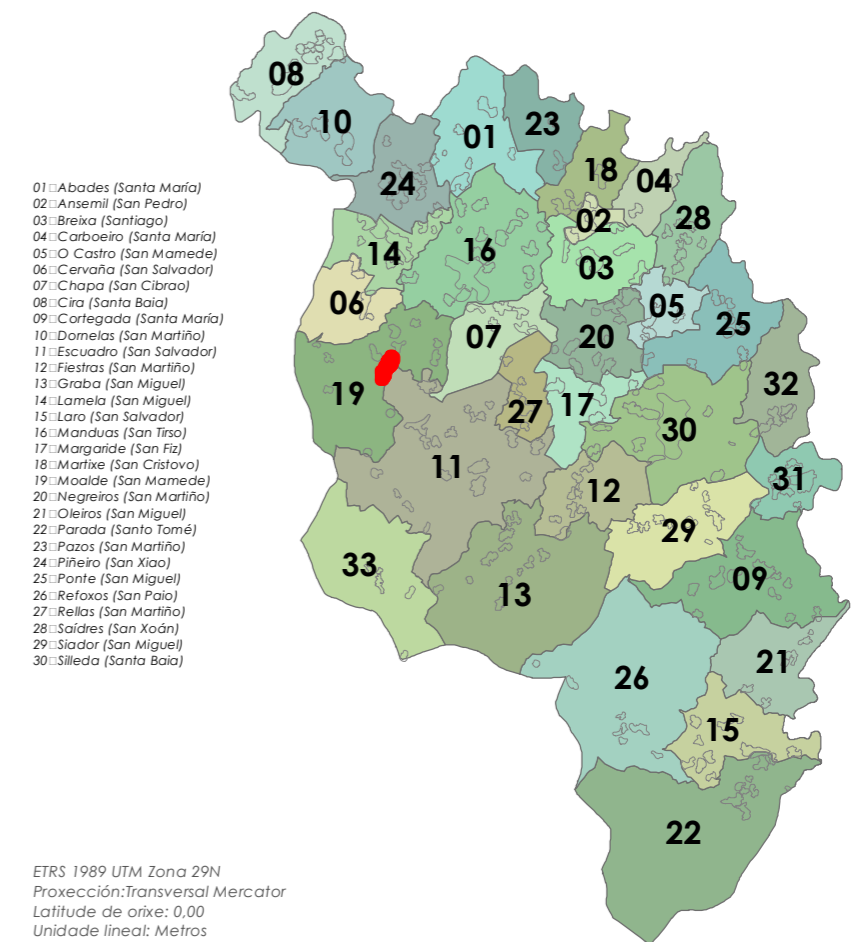 08
10
01
23
24
18
04
02
28
14
16
03
06
05
25
07
20
19
32
27
17
30
11
31
12
29
33
13
09
21
26
15
22
01□Abades (Santa María)
02□Ansemil (San Pedro)
03□Breixa (Santiago)
04□Carboeiro (Santa María)
05□O Castro (San Mamede)
06□Cervaña (San Salvador)
07□Chapa (San Cibrao)
08□Cira (Santa Baia)
09□Cortegada (Santa María)
10□Dornelas (San Martiño)
11□Escuadro (San Salvador)
12□Fiestras (San Martiño)
13□Graba (San Miguel)
14□Lamela (San Miguel)
15□Laro (San Salvador)
16□Manduas (San Tirso)
17□Margaride (San Fiz)
18□Martixe (San Cristovo)
19□Moalde (San Mamede)
20□Negreiros (San Martiño)
21□Oleiros (San Miguel)
22□Parada (Santo Tomé)
23□Pazos (San Martiño)
24□Piñeiro (San Xiao)
25□Ponte (San Miguel)
26□Refoxos (San Paio)
27□Rellas (San Martiño)
28□Saídres (San Xoán)
29□Siador (San Miguel)
30□Silleda (Santa Baia)
ETRS 1989 UTM Zona 29N
Proxección:Transversal Mercator
Latitude de orixe: 0,00
Unidade lineal: Metros